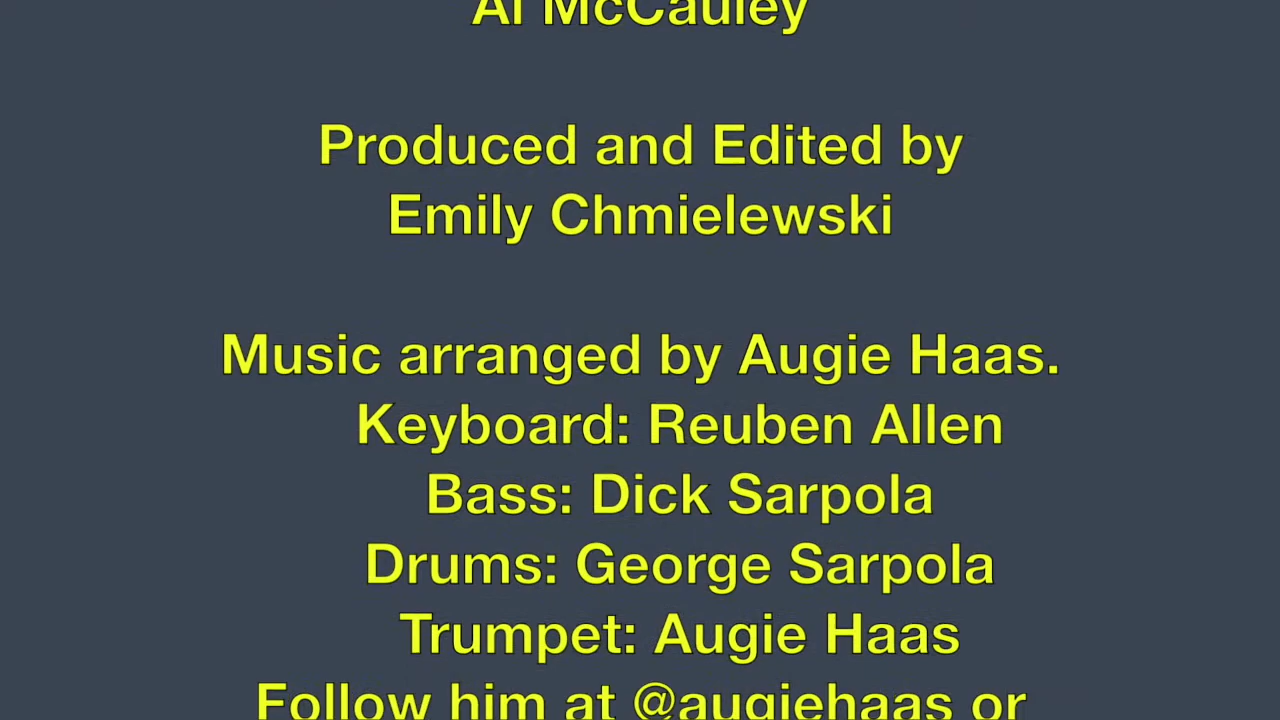 Al McCauley
Produced and Edited by
Emily Chmielewski
Music arranged by Augie Haas.
Keyboard: Reuben Allen
Bass: Dick Sarpola
Drums: George Sarpola
Trumpet: Augie Haas
Follow him at @augiehaas or